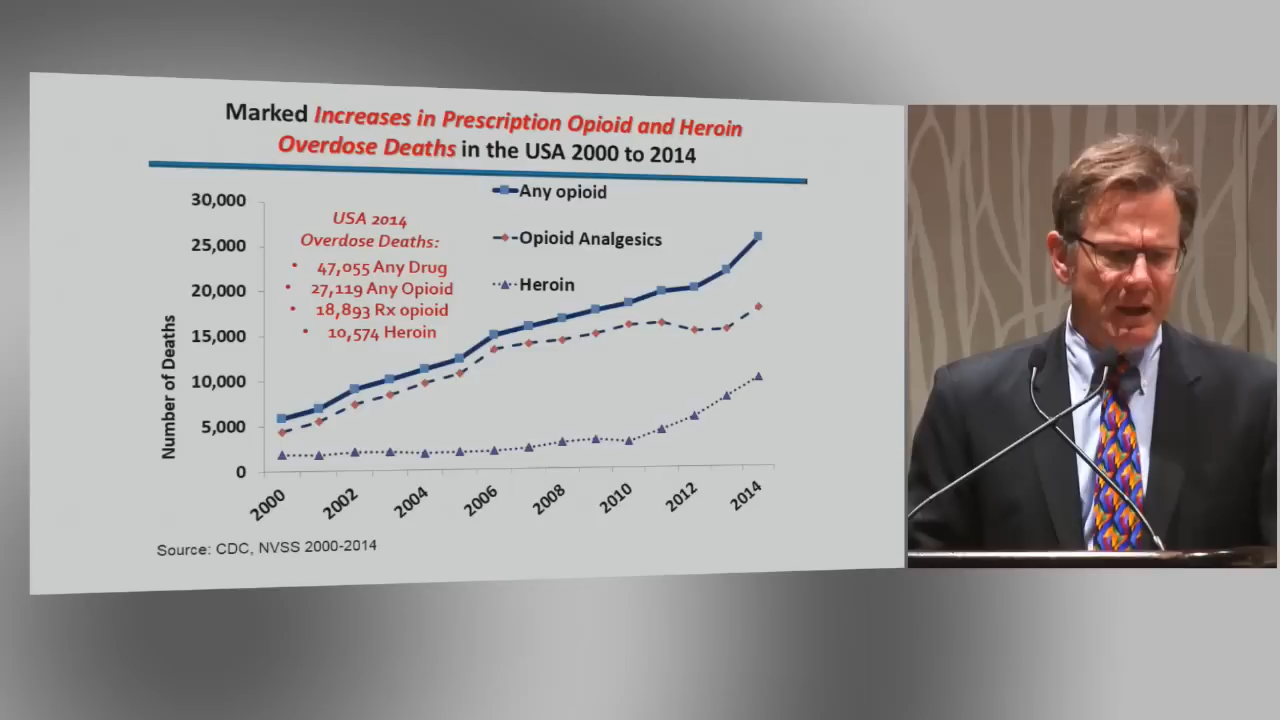 Marked Increases in Prescription Opioid and Heroin
Overdose Deaths in the USA 2000 to 2014
Any opioid
Opioid Analgesics
Heroin
USA 2014
Overdose Deaths:
• 47,055 Any Drug
• 27,119 Any Opioid
• 18,893 Rx opioid
• 10,574 Heroin
Number of Deaths
30,000
25,000
20,000
15,000
10,000
5,000
0
2000
2002
2004
2006
2008
2010
2012
2014
Source: CDC, NVSS 2000-2014